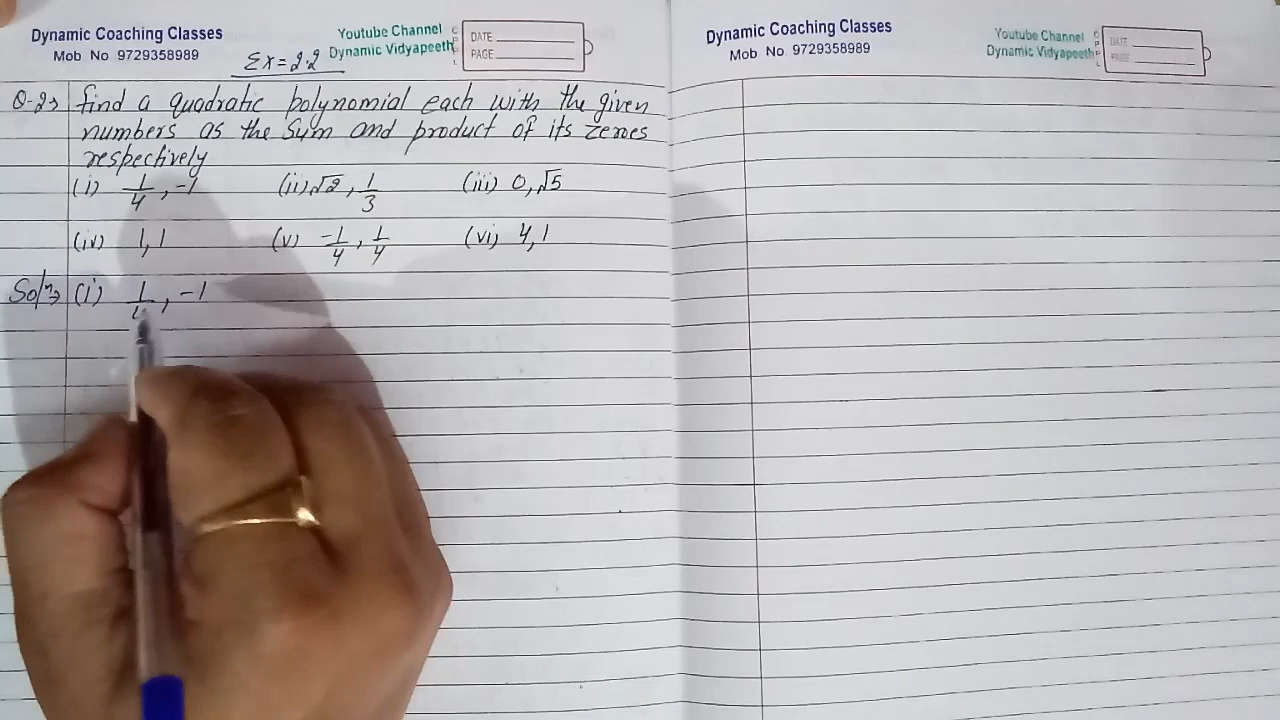 Dynamic Coaching Classes
Mob No 9729358989
Youtube Channel
Dynamic Vidyapeeth
DATE
PAGE
Ex = 2.2
Q-2→ find a quadratic polynomial each with the given
numbers as the sum and product of its zeroes
respectively
(i) 1/4, -1 (ii) √2, 1/3 (iii) 0, √5
(iv) 1, 1 (v) -1/4, 1/4 (vi) 4, 1
Solⁿ→ (i) 1/4, -1
Dynamic Coaching Classes
Mob No 9729358989
Youtube Channel
Dynamic Vidyapeeth
DATE
PAGE